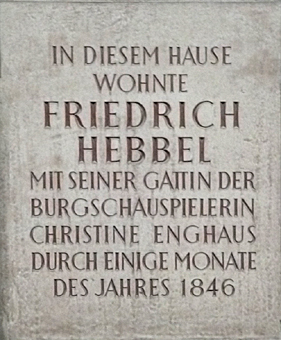 IN DIESEM HAUSE
WOHNTE
FRIEDRICH
HEBBEL
MIT SEINER GATTIN DER
BURGSCHAUSPIELERIN
CHRISTINE ENGHAUS
DURCH EINIGE MONATE
DES JAHRES 1846